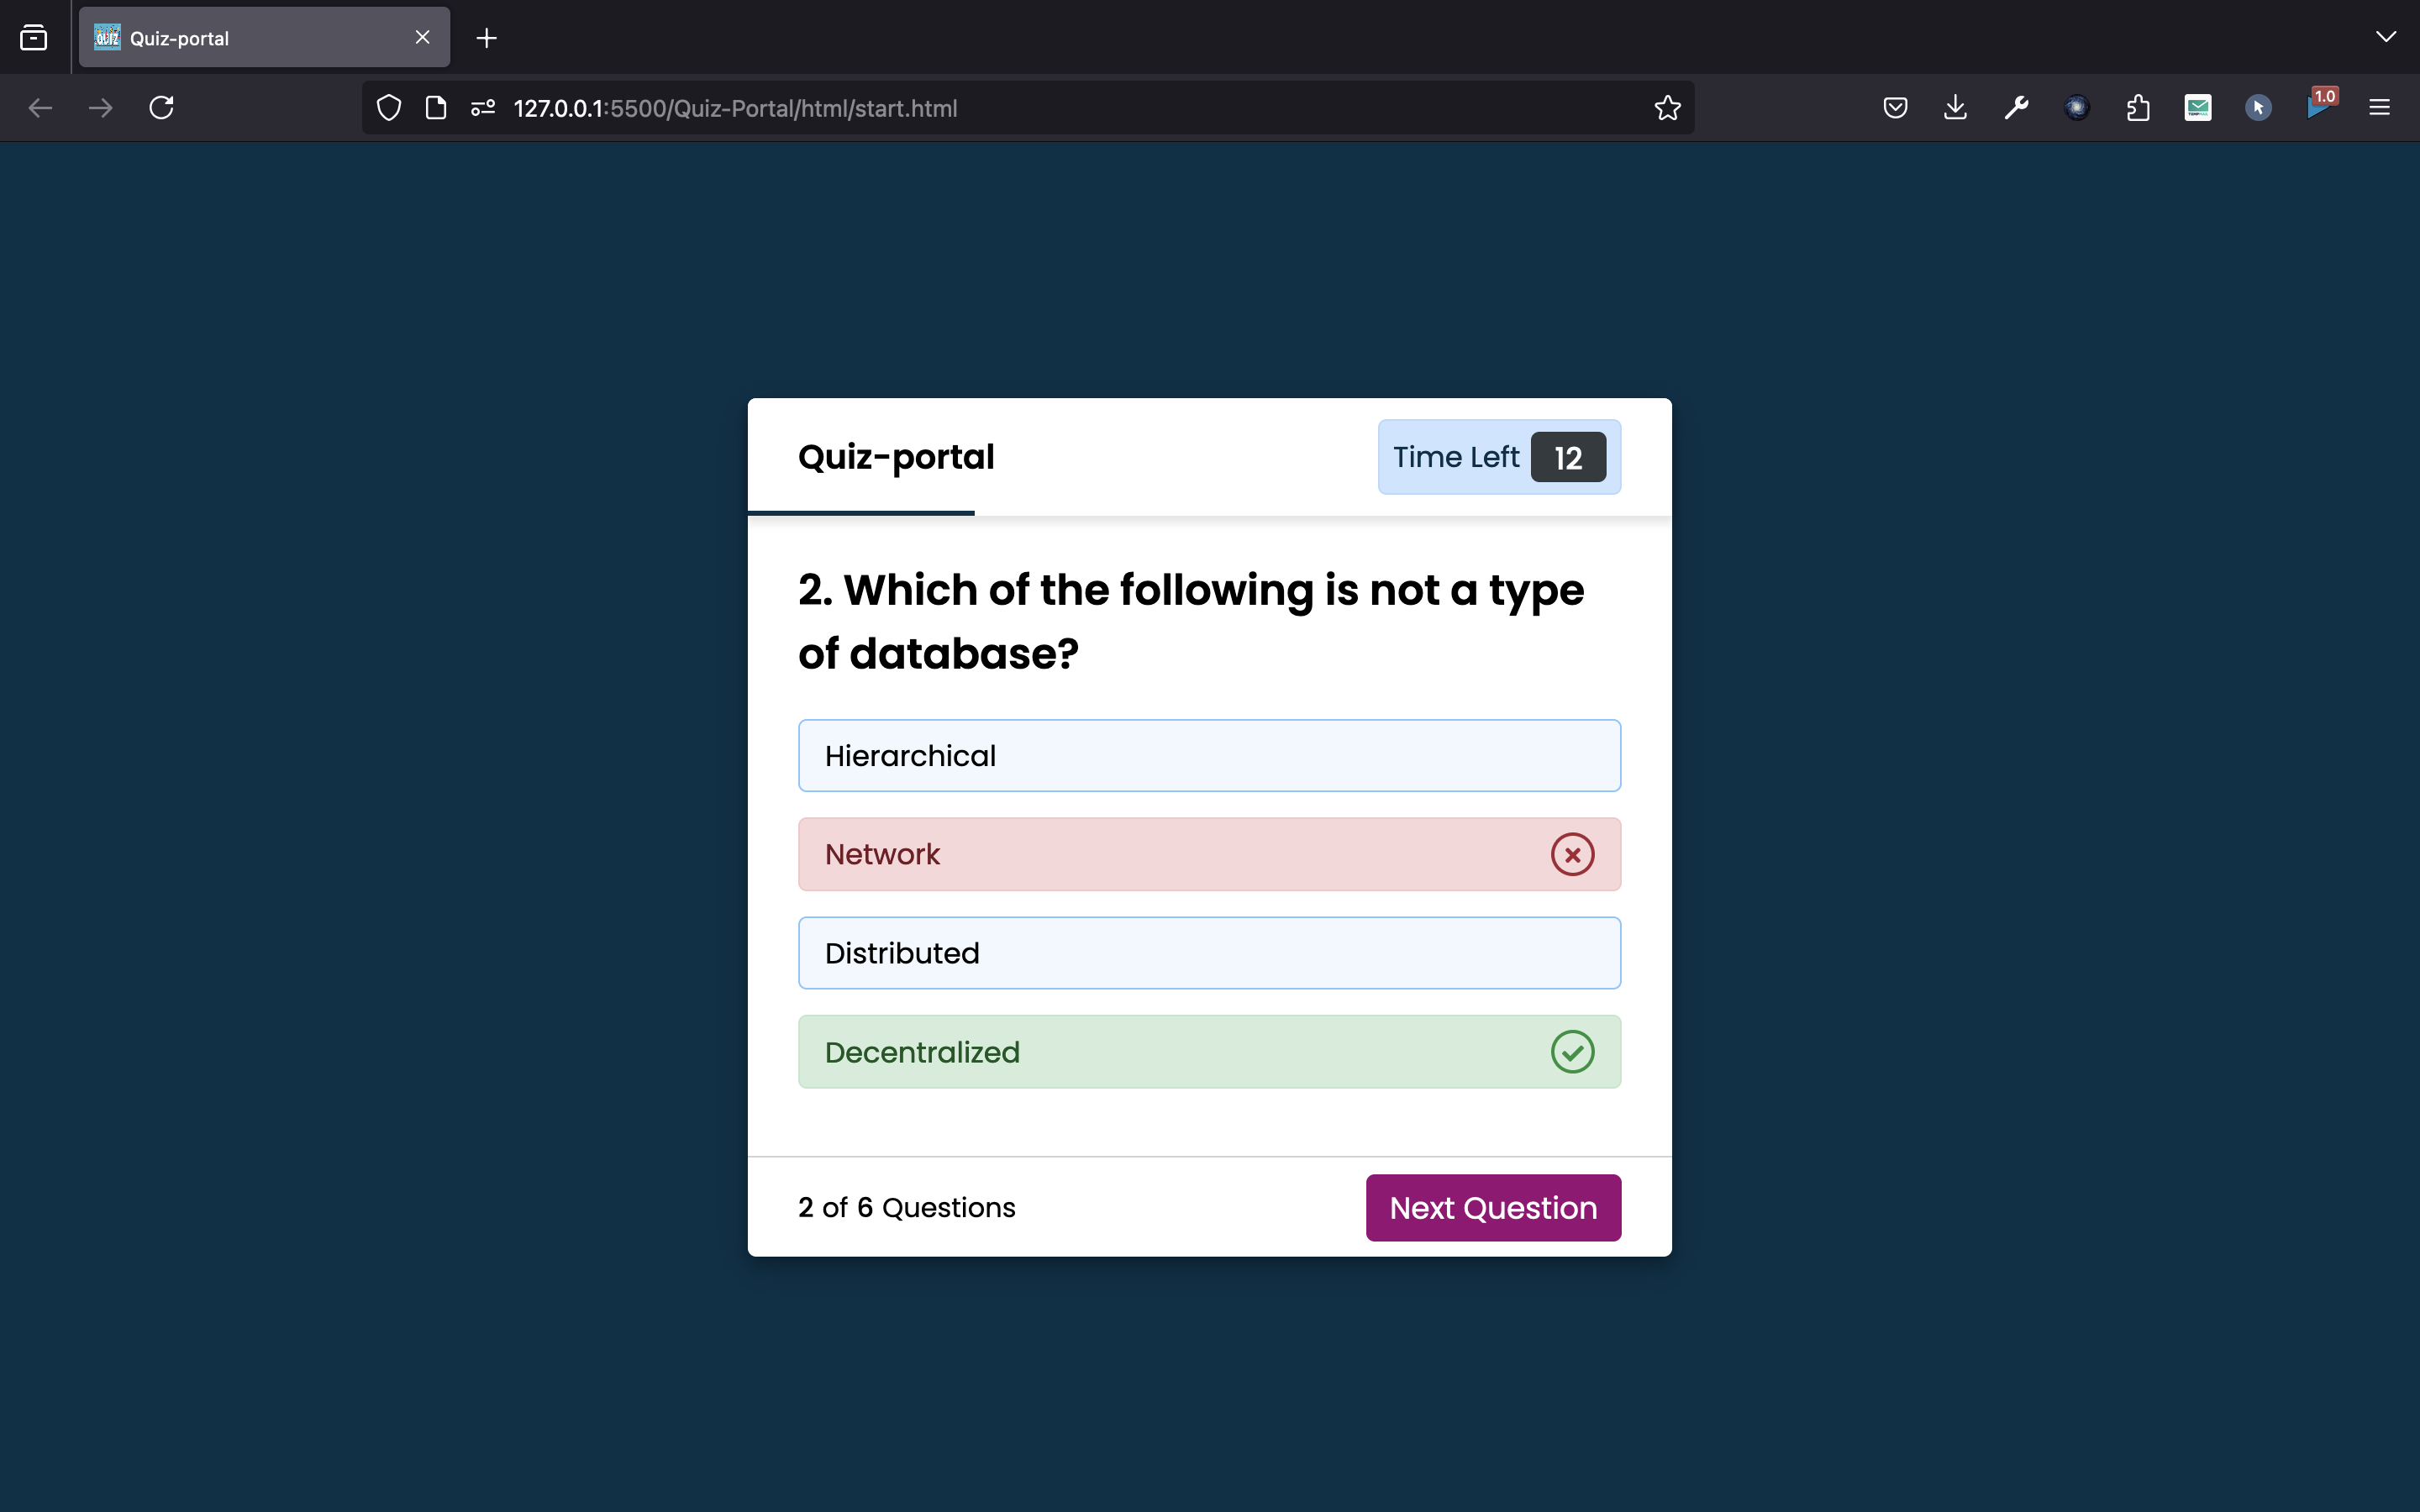 QUIZ Quiz-portal
1.0
127.0.0.1:5500/Quiz-Portal/html/start.html
Quiz-portal
Time Left 12
2. Which of the following is not a type
of database?
Hierarchical
Network
Distributed
Decentralized
2 of 6 Questions
Next Question